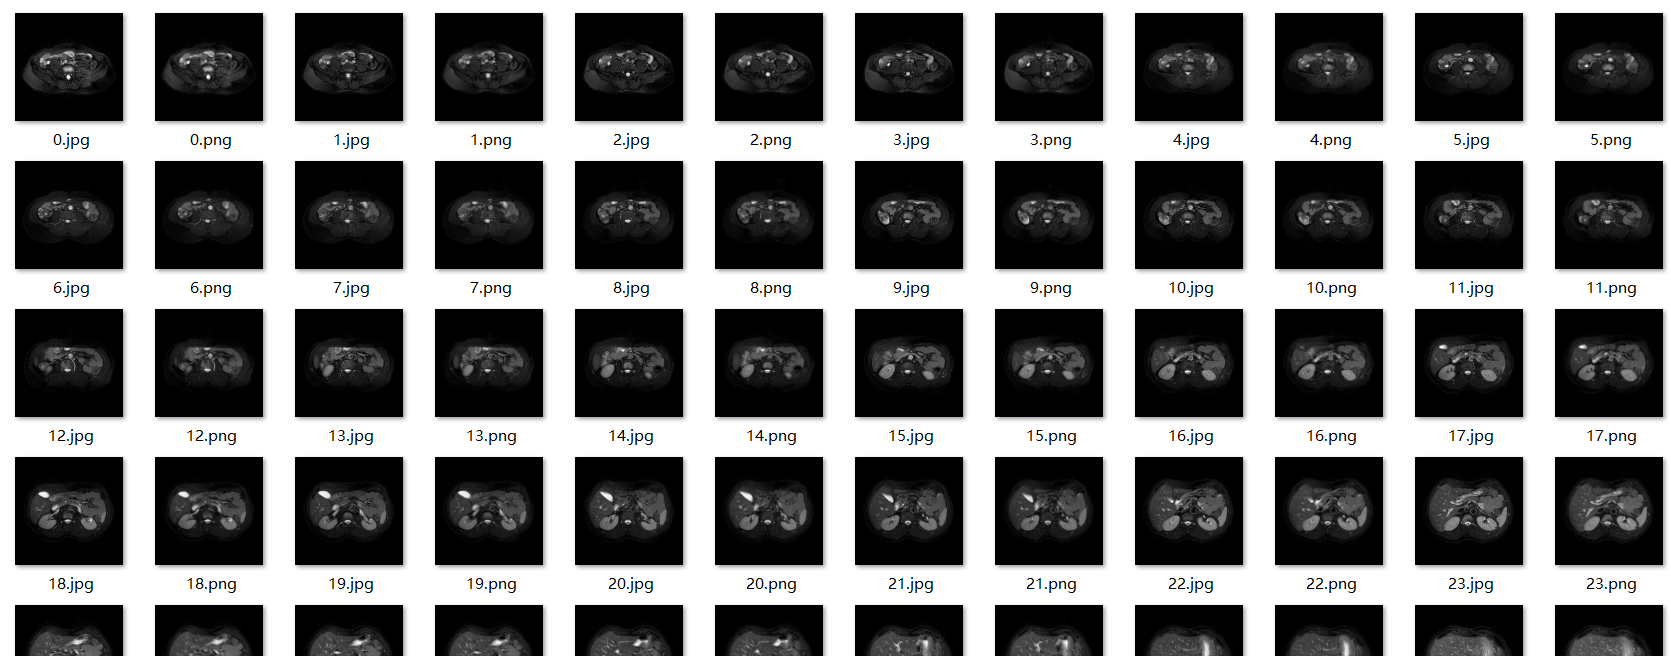 0.jpg 0.png 1.jpg 1.png 2.jpg 2.png 3.jpg 3.png 4.jpg 4.png 5.jpg 5.png
6.jpg 6.png 7.jpg 7.png 8.jpg 8.png 9.jpg 9.png 10.jpg 10.png 11.jpg 11.png
12.jpg 12.png 13.jpg 13.png 14.jpg 14.png 15.jpg 15.png 16.jpg 16.png 17.jpg 17.png
18.jpg 18.png 19.jpg 19.png 20.jpg 20.png 21.jpg 21.png 22.jpg 22.png 23.jpg 23.png